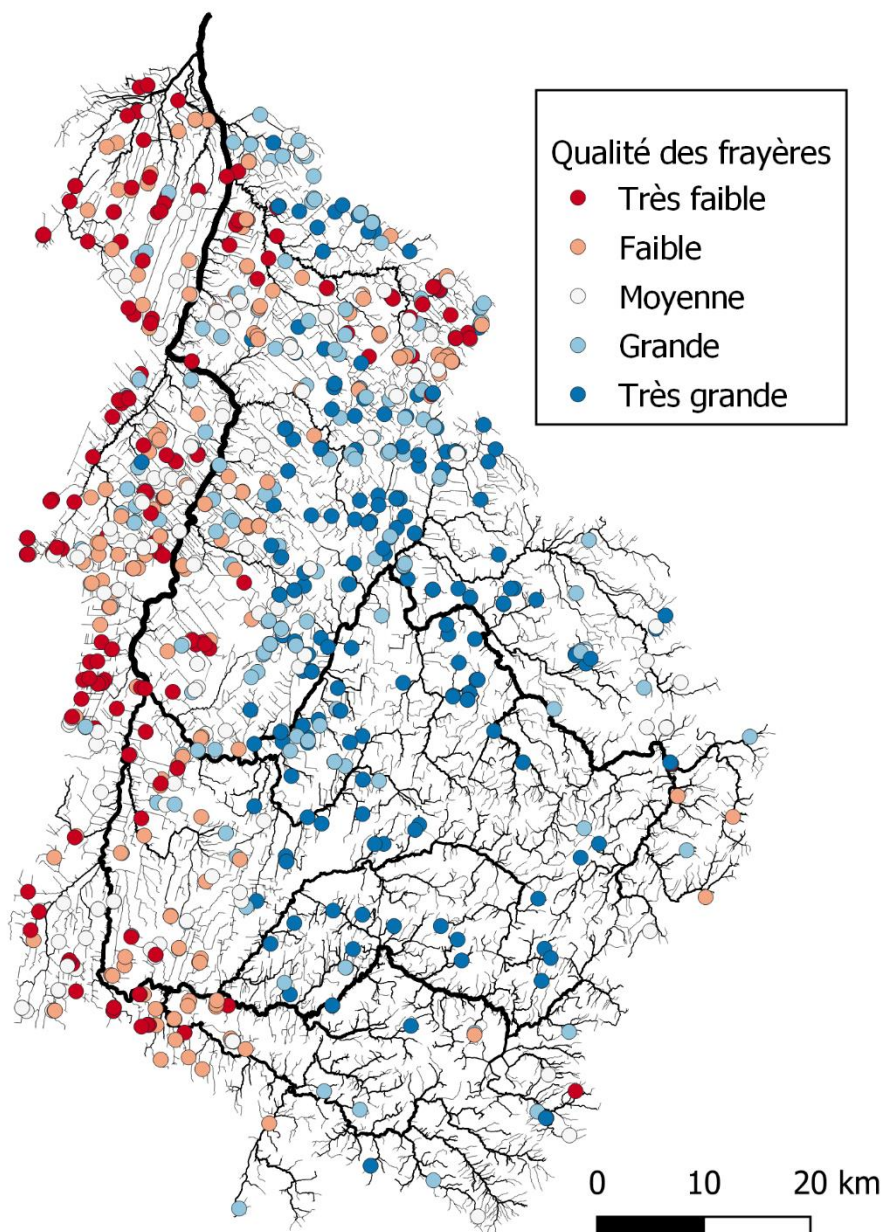 Qualité des frayères
Très faible
Faible
Moyenne
Grande
Très grande
0 10 20 km